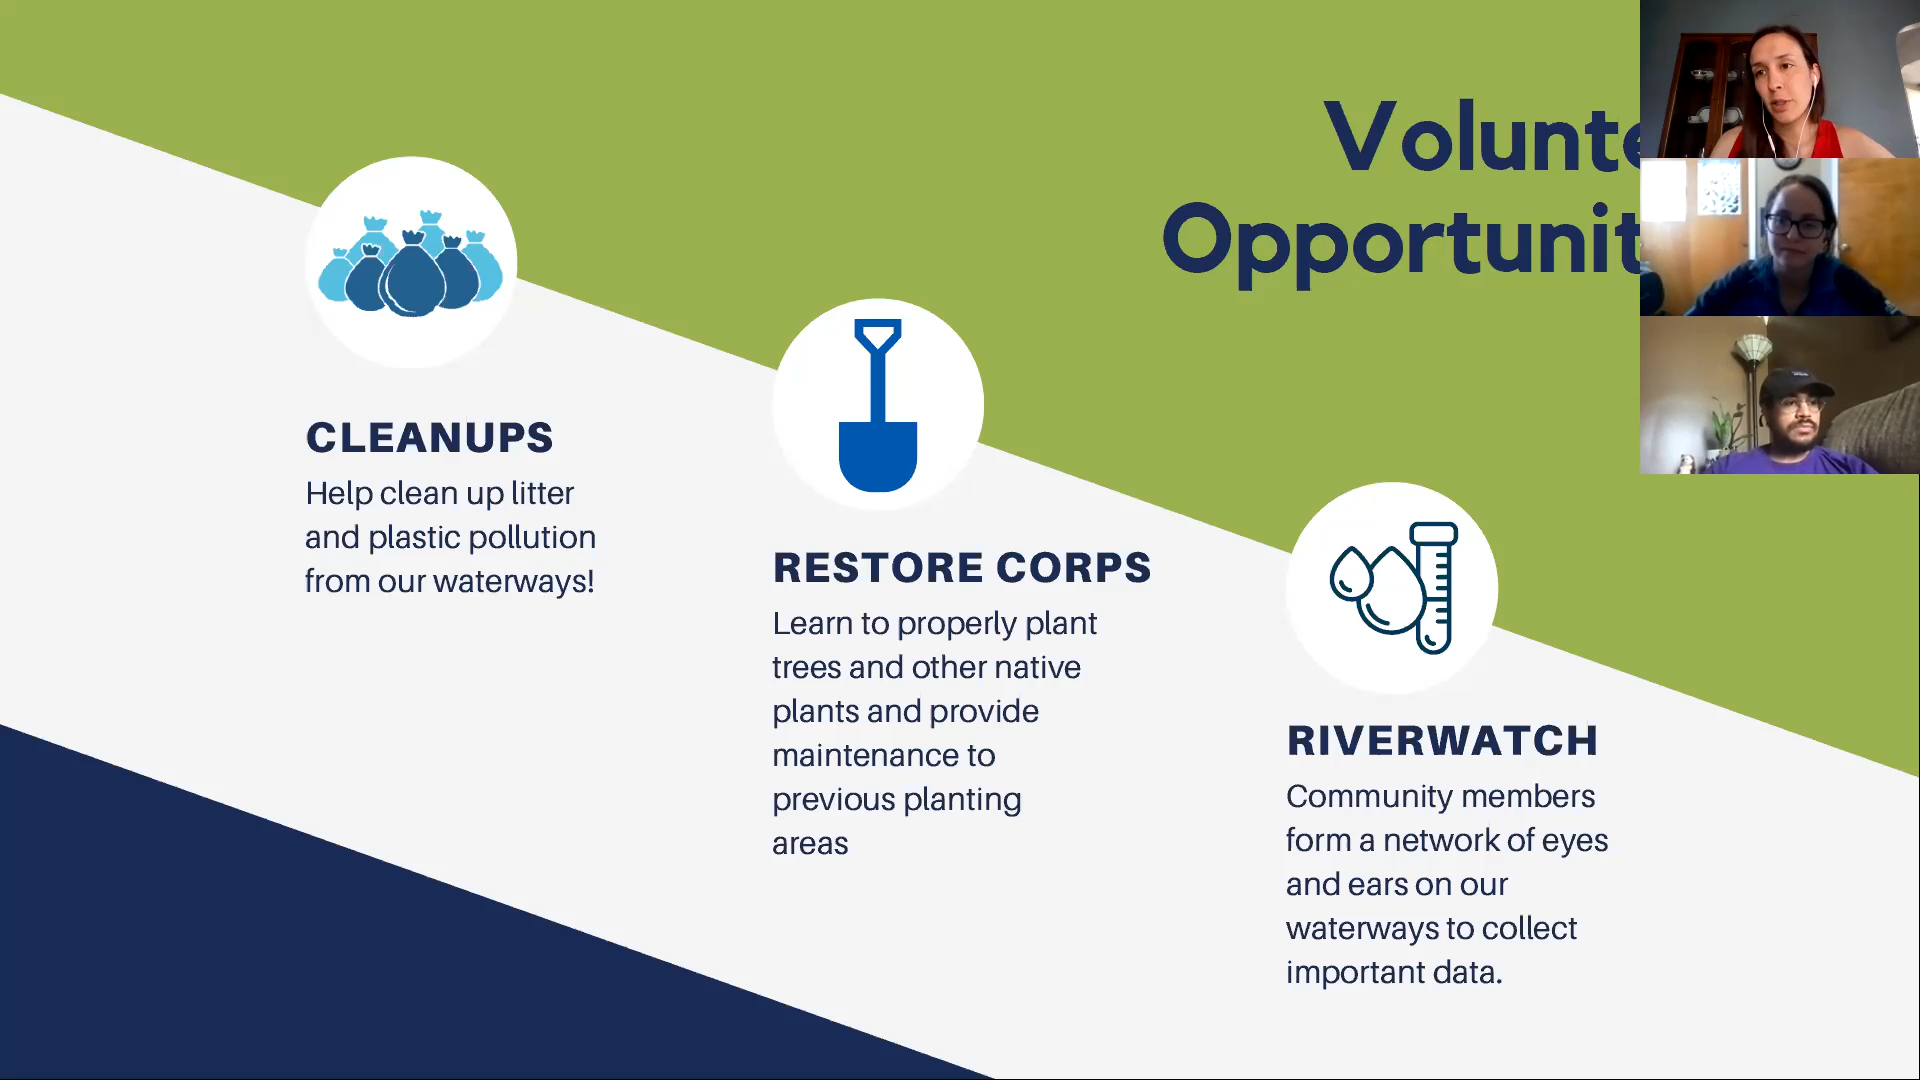 Volunte
Opportunit
CLEANUPS
Help clean up litter
and plastic pollution
from our waterways!
RESTORE CORPS
Learn to properly plant
trees and other native
plants and provide
maintenance to
previous planting
areas
RIVERWATCH
Community members
form a network of eyes
and ears on our
waterways to collect
important data.